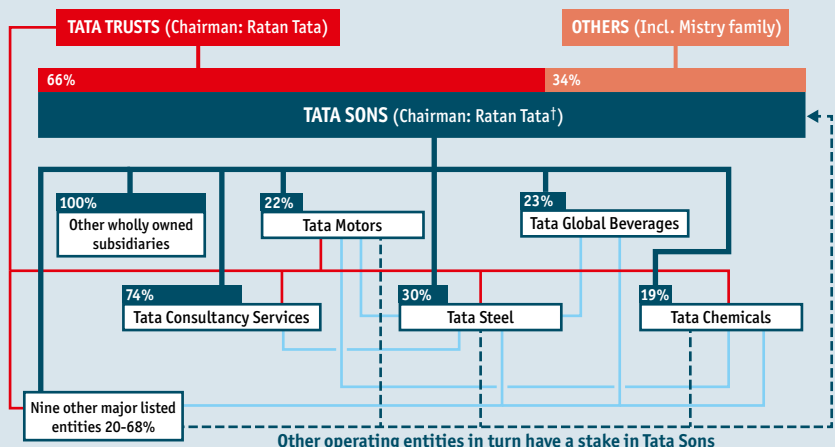 TATA TRUSTS (Chairman: Ratan Tata)
OTHERS (Incl. Mistry family)
66%
34%
TATA SONS (Chairman: Ratan Tata†)
100%
Other wholly owned
subsidiaries
22%
Tata Motors
23%
Tata Global Beverages
74%
Tata Consultancy Services
30%
Tata Steel
19%
Tata Chemicals
Nine other major listed
entities 20-68%
Other operating entities in turn have a stake in Tata Sons